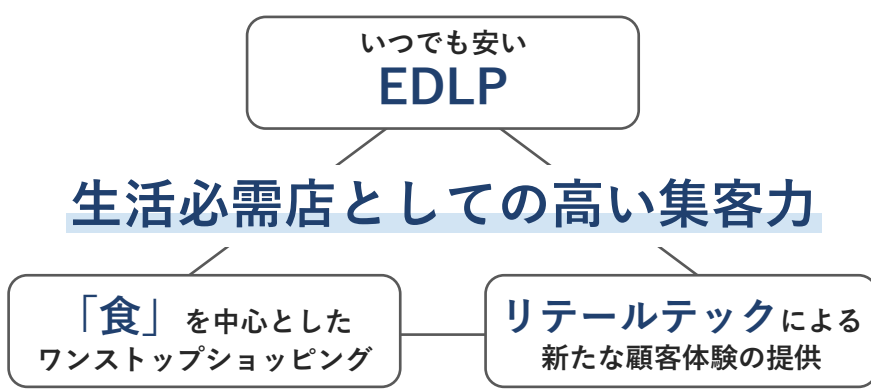 いつでも安い
EDLP
生活必需店としての高い集客力
「食」を中心とした
ワンストップショッピング
リテールテックによる
新たな顧客体験の提供